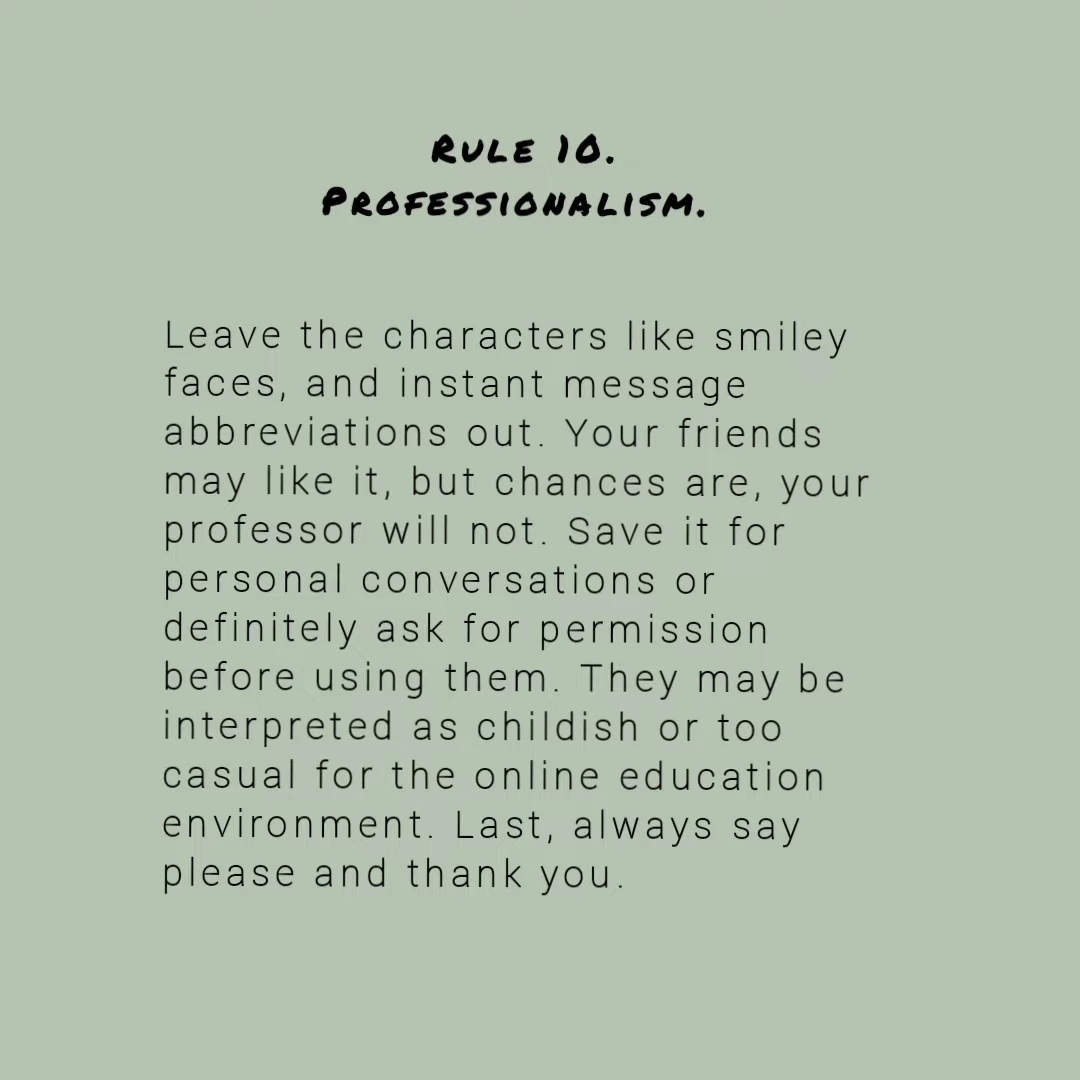 Rule 10.
Professionalism.
Leave the characters like smiley
faces, and instant message
abbreviations out. Your friends
may like it, but chances are, your
professor will not. Save it for
personal conversations or
definitely ask for permission
before using them. They may be
interpreted as childish or too
casual for the online education
environment. Last, always say
please and thank you.